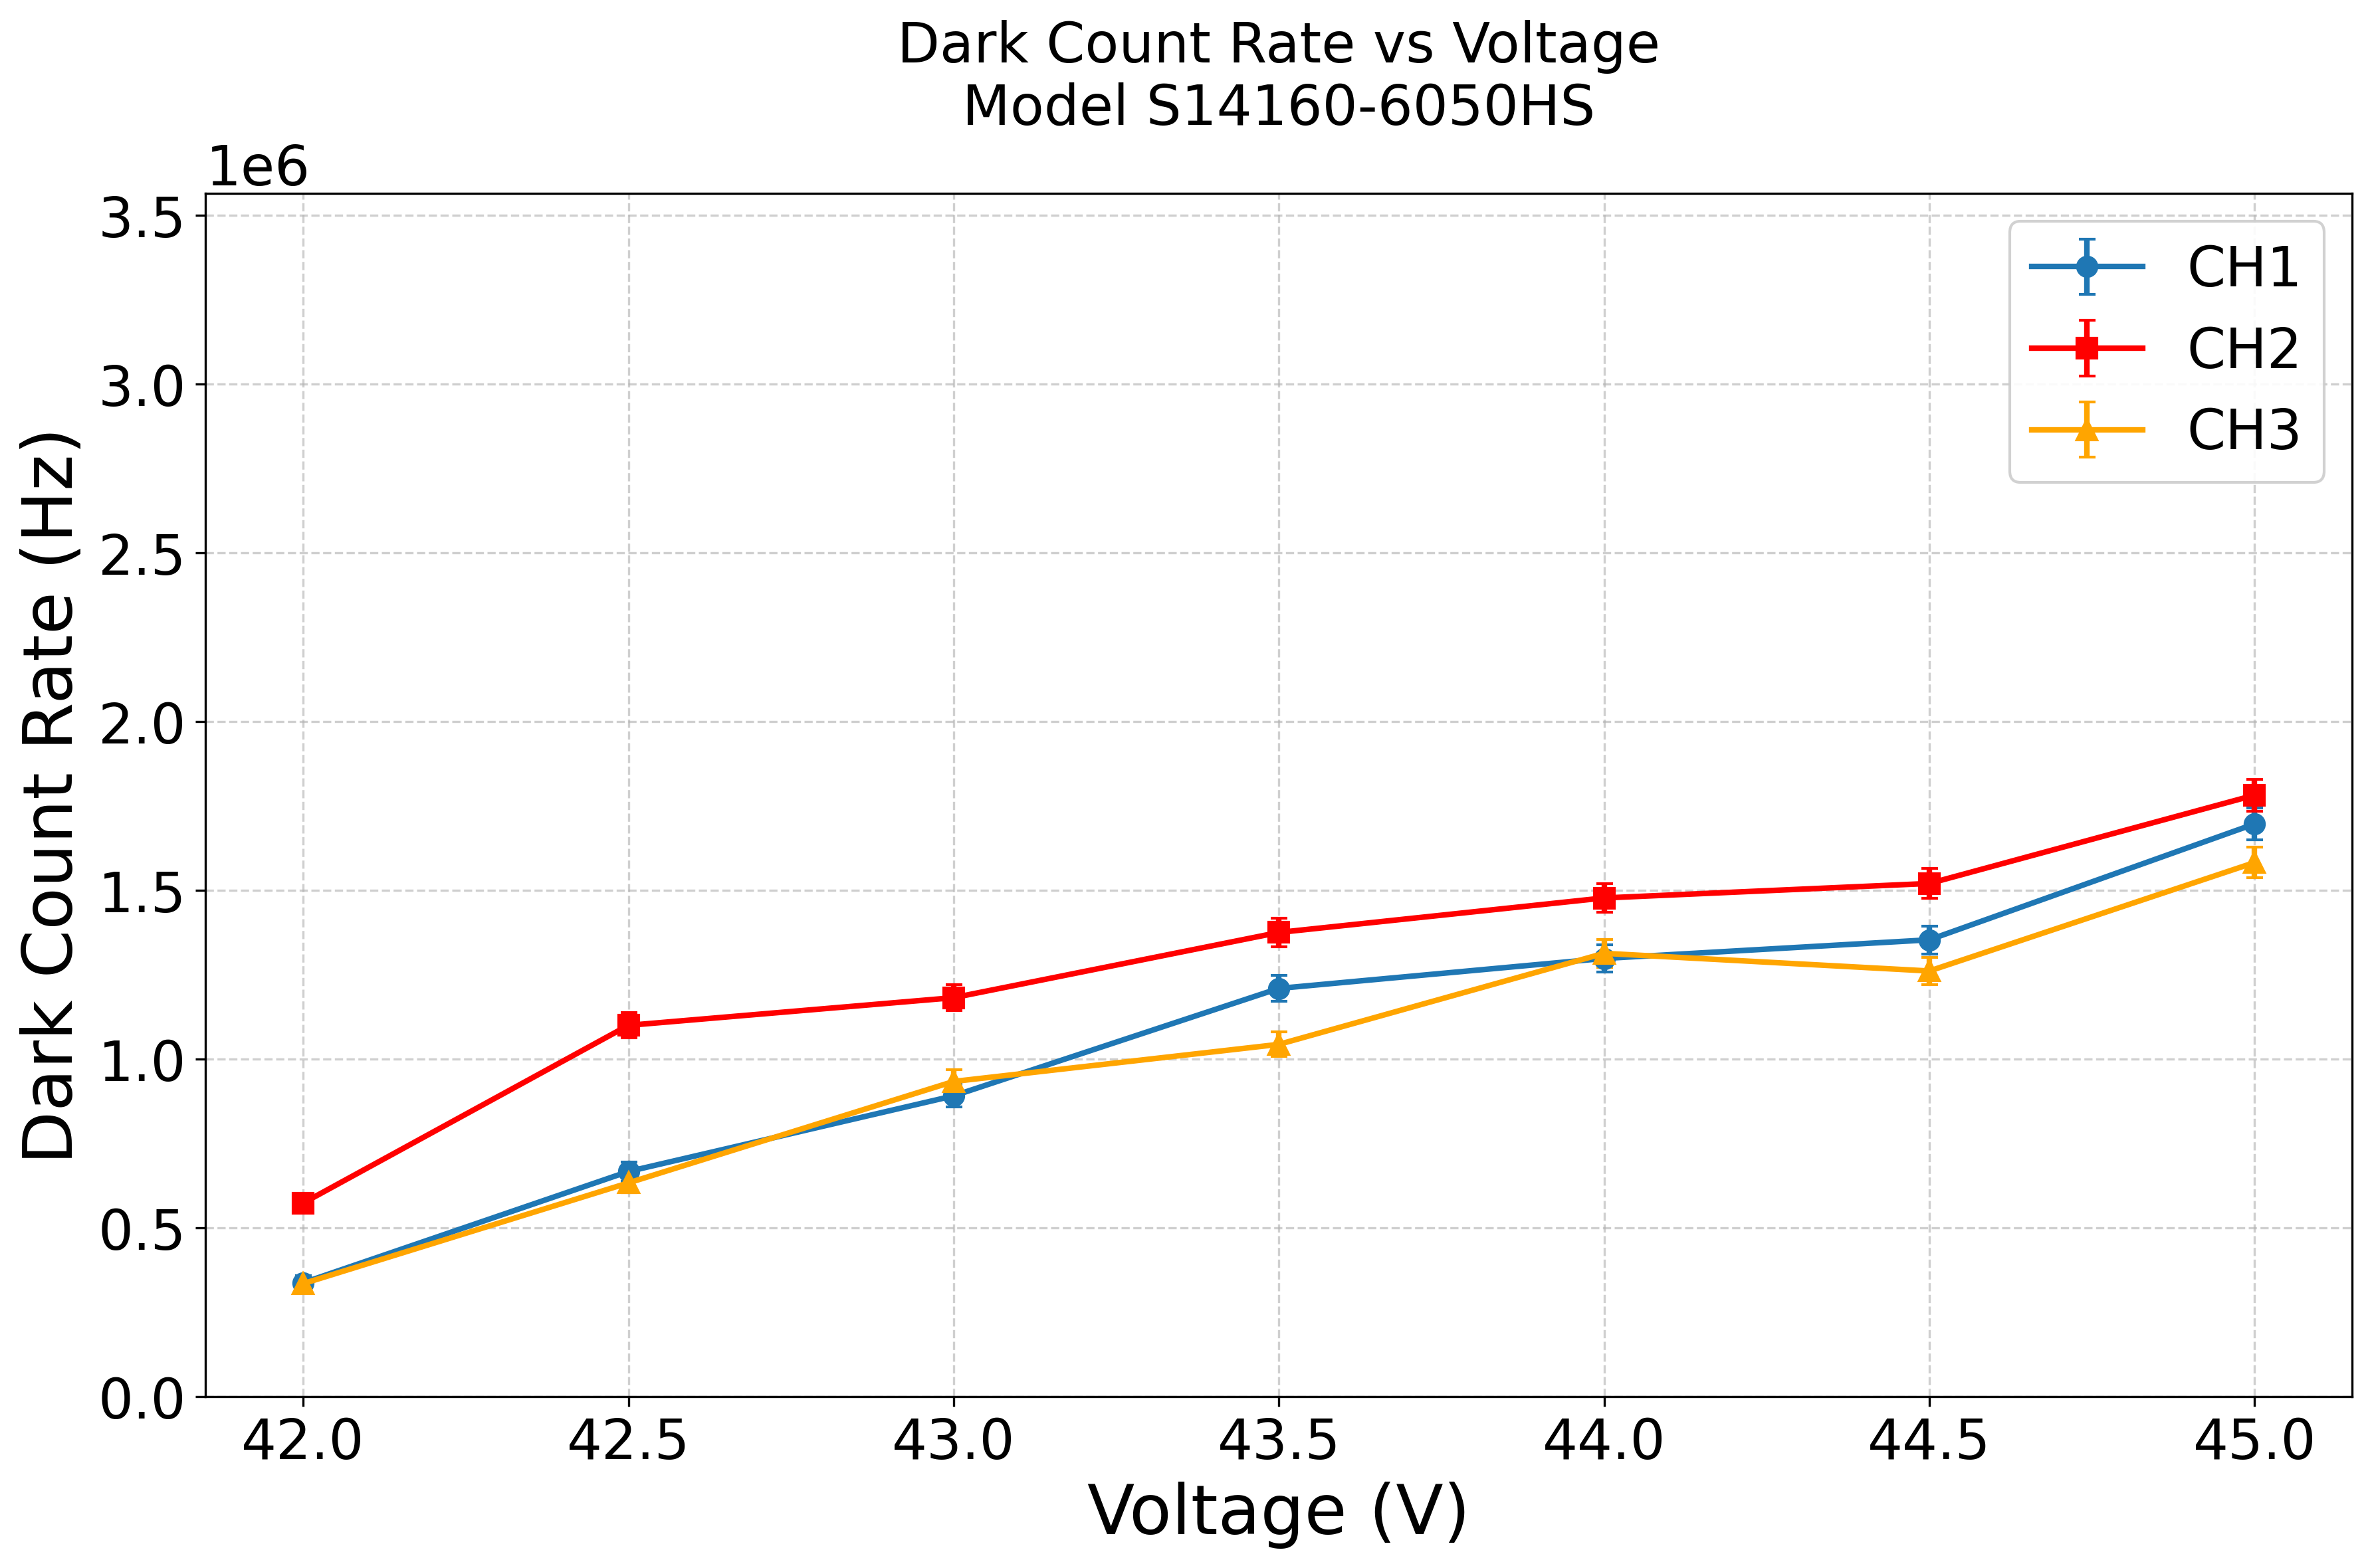 Dark Count Rate vs Voltage
Model S14160-6050HS
1e6
3.5
3.0
2.5
2.0
1.5
1.0
0.5
0.0
Dark Count Rate (Hz)
CH1
CH2
CH3
42.0 42.5 43.0 43.5 44.0 44.5 45.0
Voltage (V)